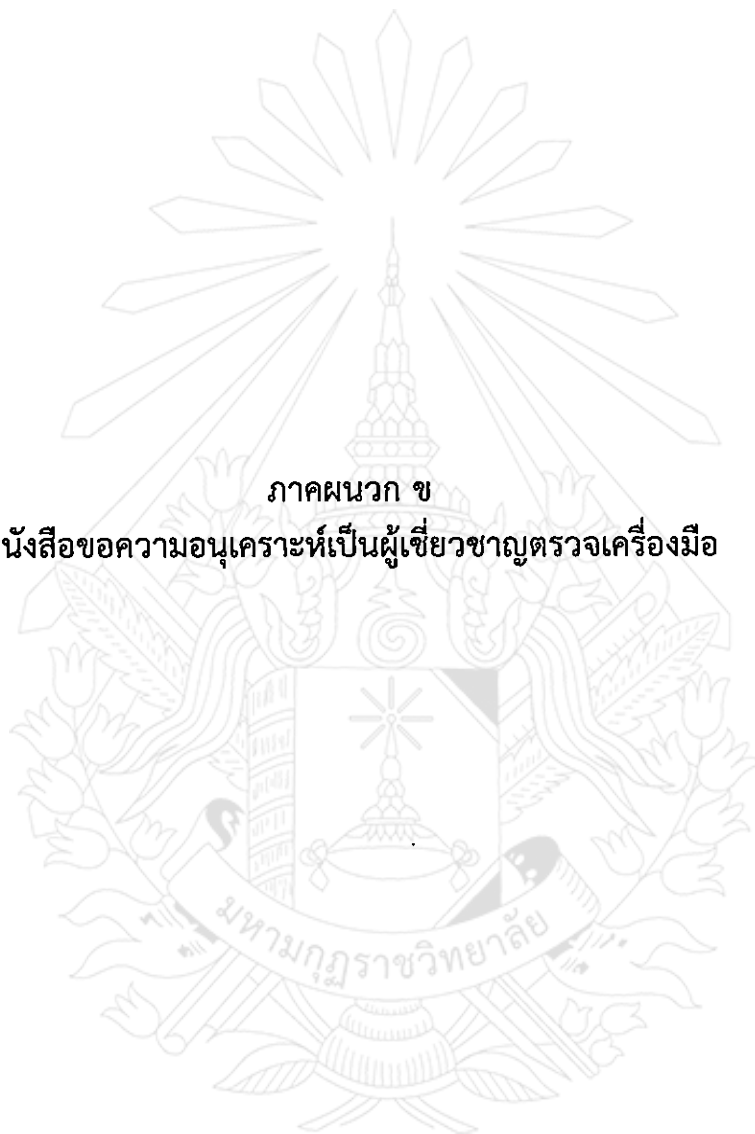 ภาคผนวก ข
นังสือขอความอนุเคราะห์เป็นผู้เชี่ยวชาญตรวจเครื่องมือ
มหามกุฏราชวิทยาลัย